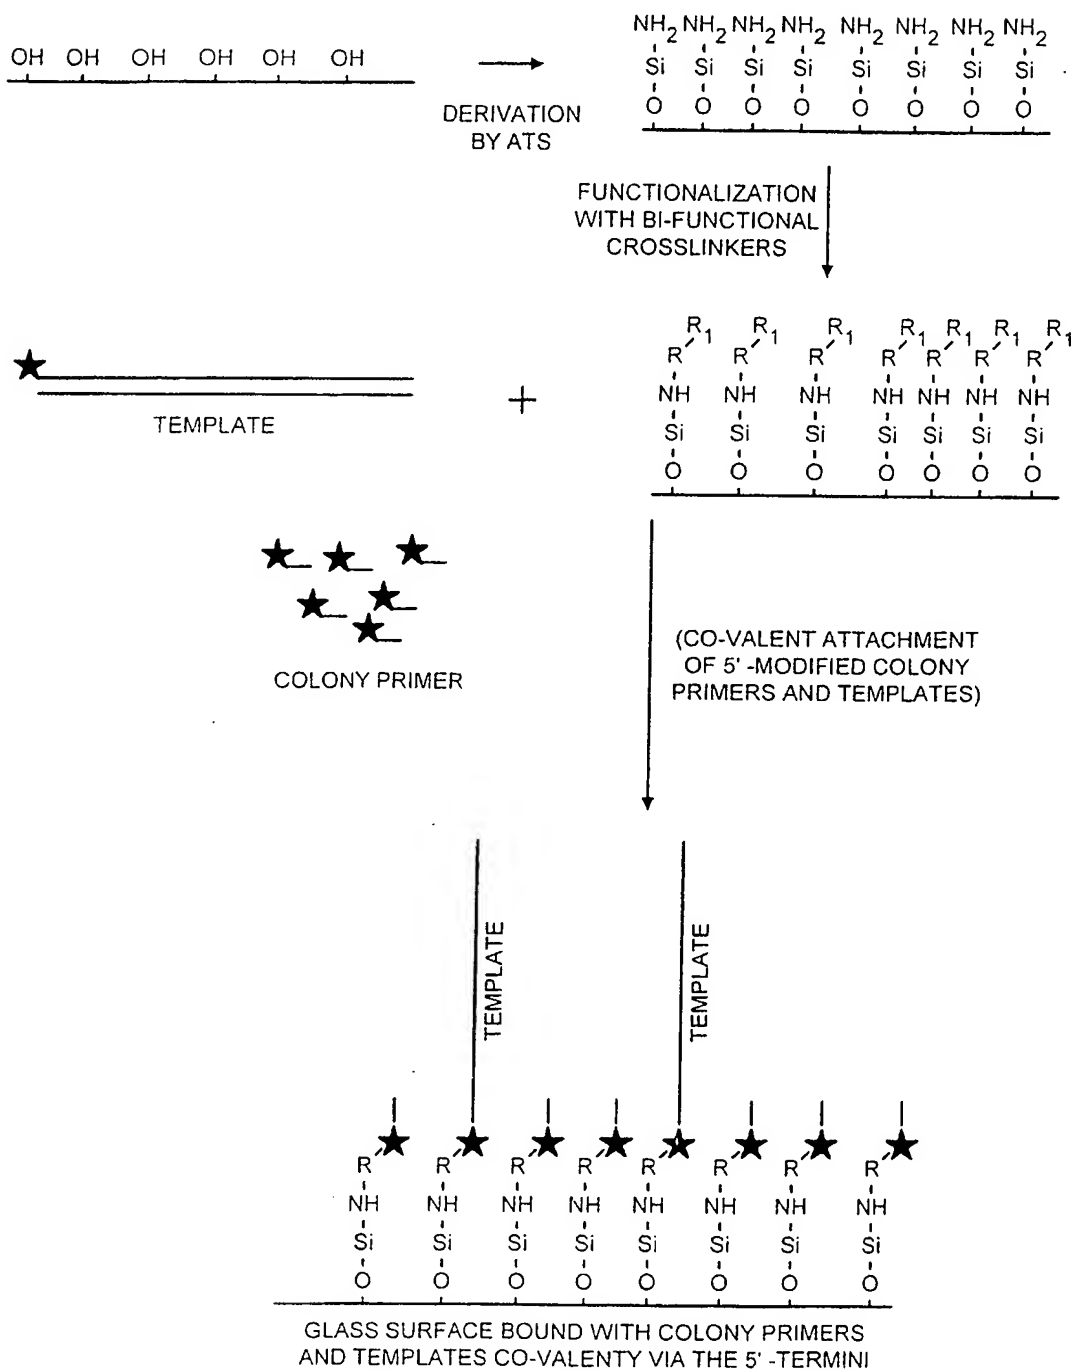 OH OH OH OH OH OH
DERIVATION
BY ATS
NH2 NH2 NH2 NH2 NH2 NH2 NH2 NH2
Si Si Si Si Si Si Si Si
O O O O O O O O
FUNCTIONALIZATION
WITH BI-FUNCTIONAL
CROSSLINKERS
TEMPLATE
+
R1 R1 R1 R1 R1 R1 R1
R R R R R R R
NH NH NH NH NH NH NH
Si Si Si Si Si Si Si
O O O O O O O
COLONY PRIMER
(CO-VALENT ATTACHMENT
OF 5' -MODIFIED COLONY
PRIMERS AND TEMPLATES)
TEMPLATE
TEMPLATE
R R R R R R R R
NH NH NH NH NH NH NH NH
Si Si Si Si Si Si Si Si
O O O O O O O O
GLASS SURFACE BOUND WITH COLONY PRIMERS
AND TEMPLATES CO-VALENTY VIA THE 5' -TERMINI